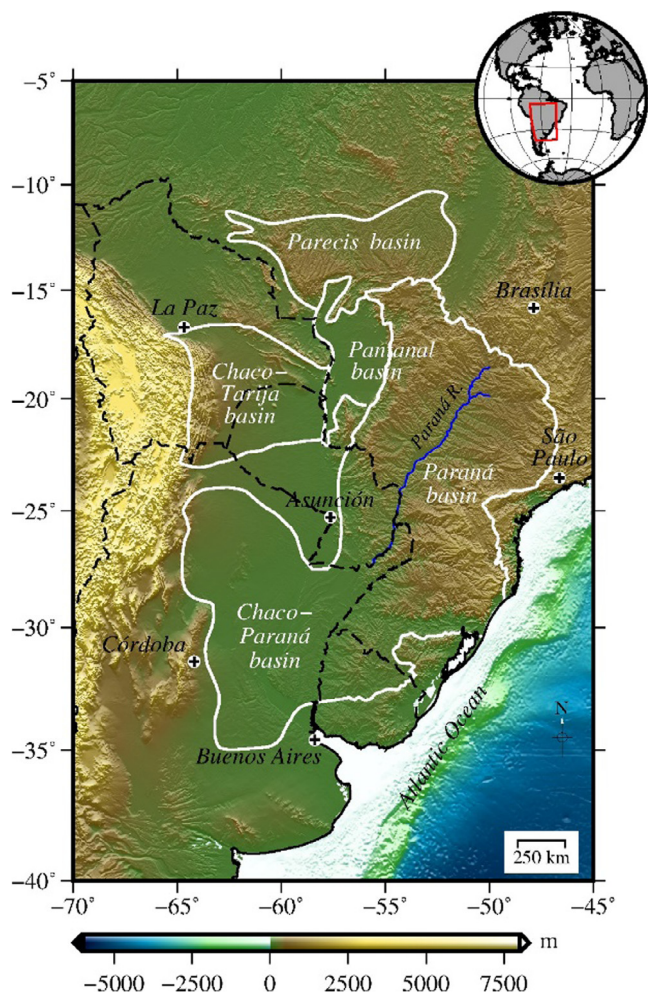 −5°
−10°
Parecis basin
−15°
Brasília
La Paz
Pantanal
basin
Chaco−
Tarija
basin
−20°
Paraná R.
São
Paulo
Paraná
basin
Asunción
−25°
Chaco−
Paraná
basin
−30°
Córdoba
Atlantic Ocean
N
−35°
Buenos Aires
250 km
−40°
−70° −65° −60° −55° −50° −45°
m
−5000 −2500 0 2500 5000 7500